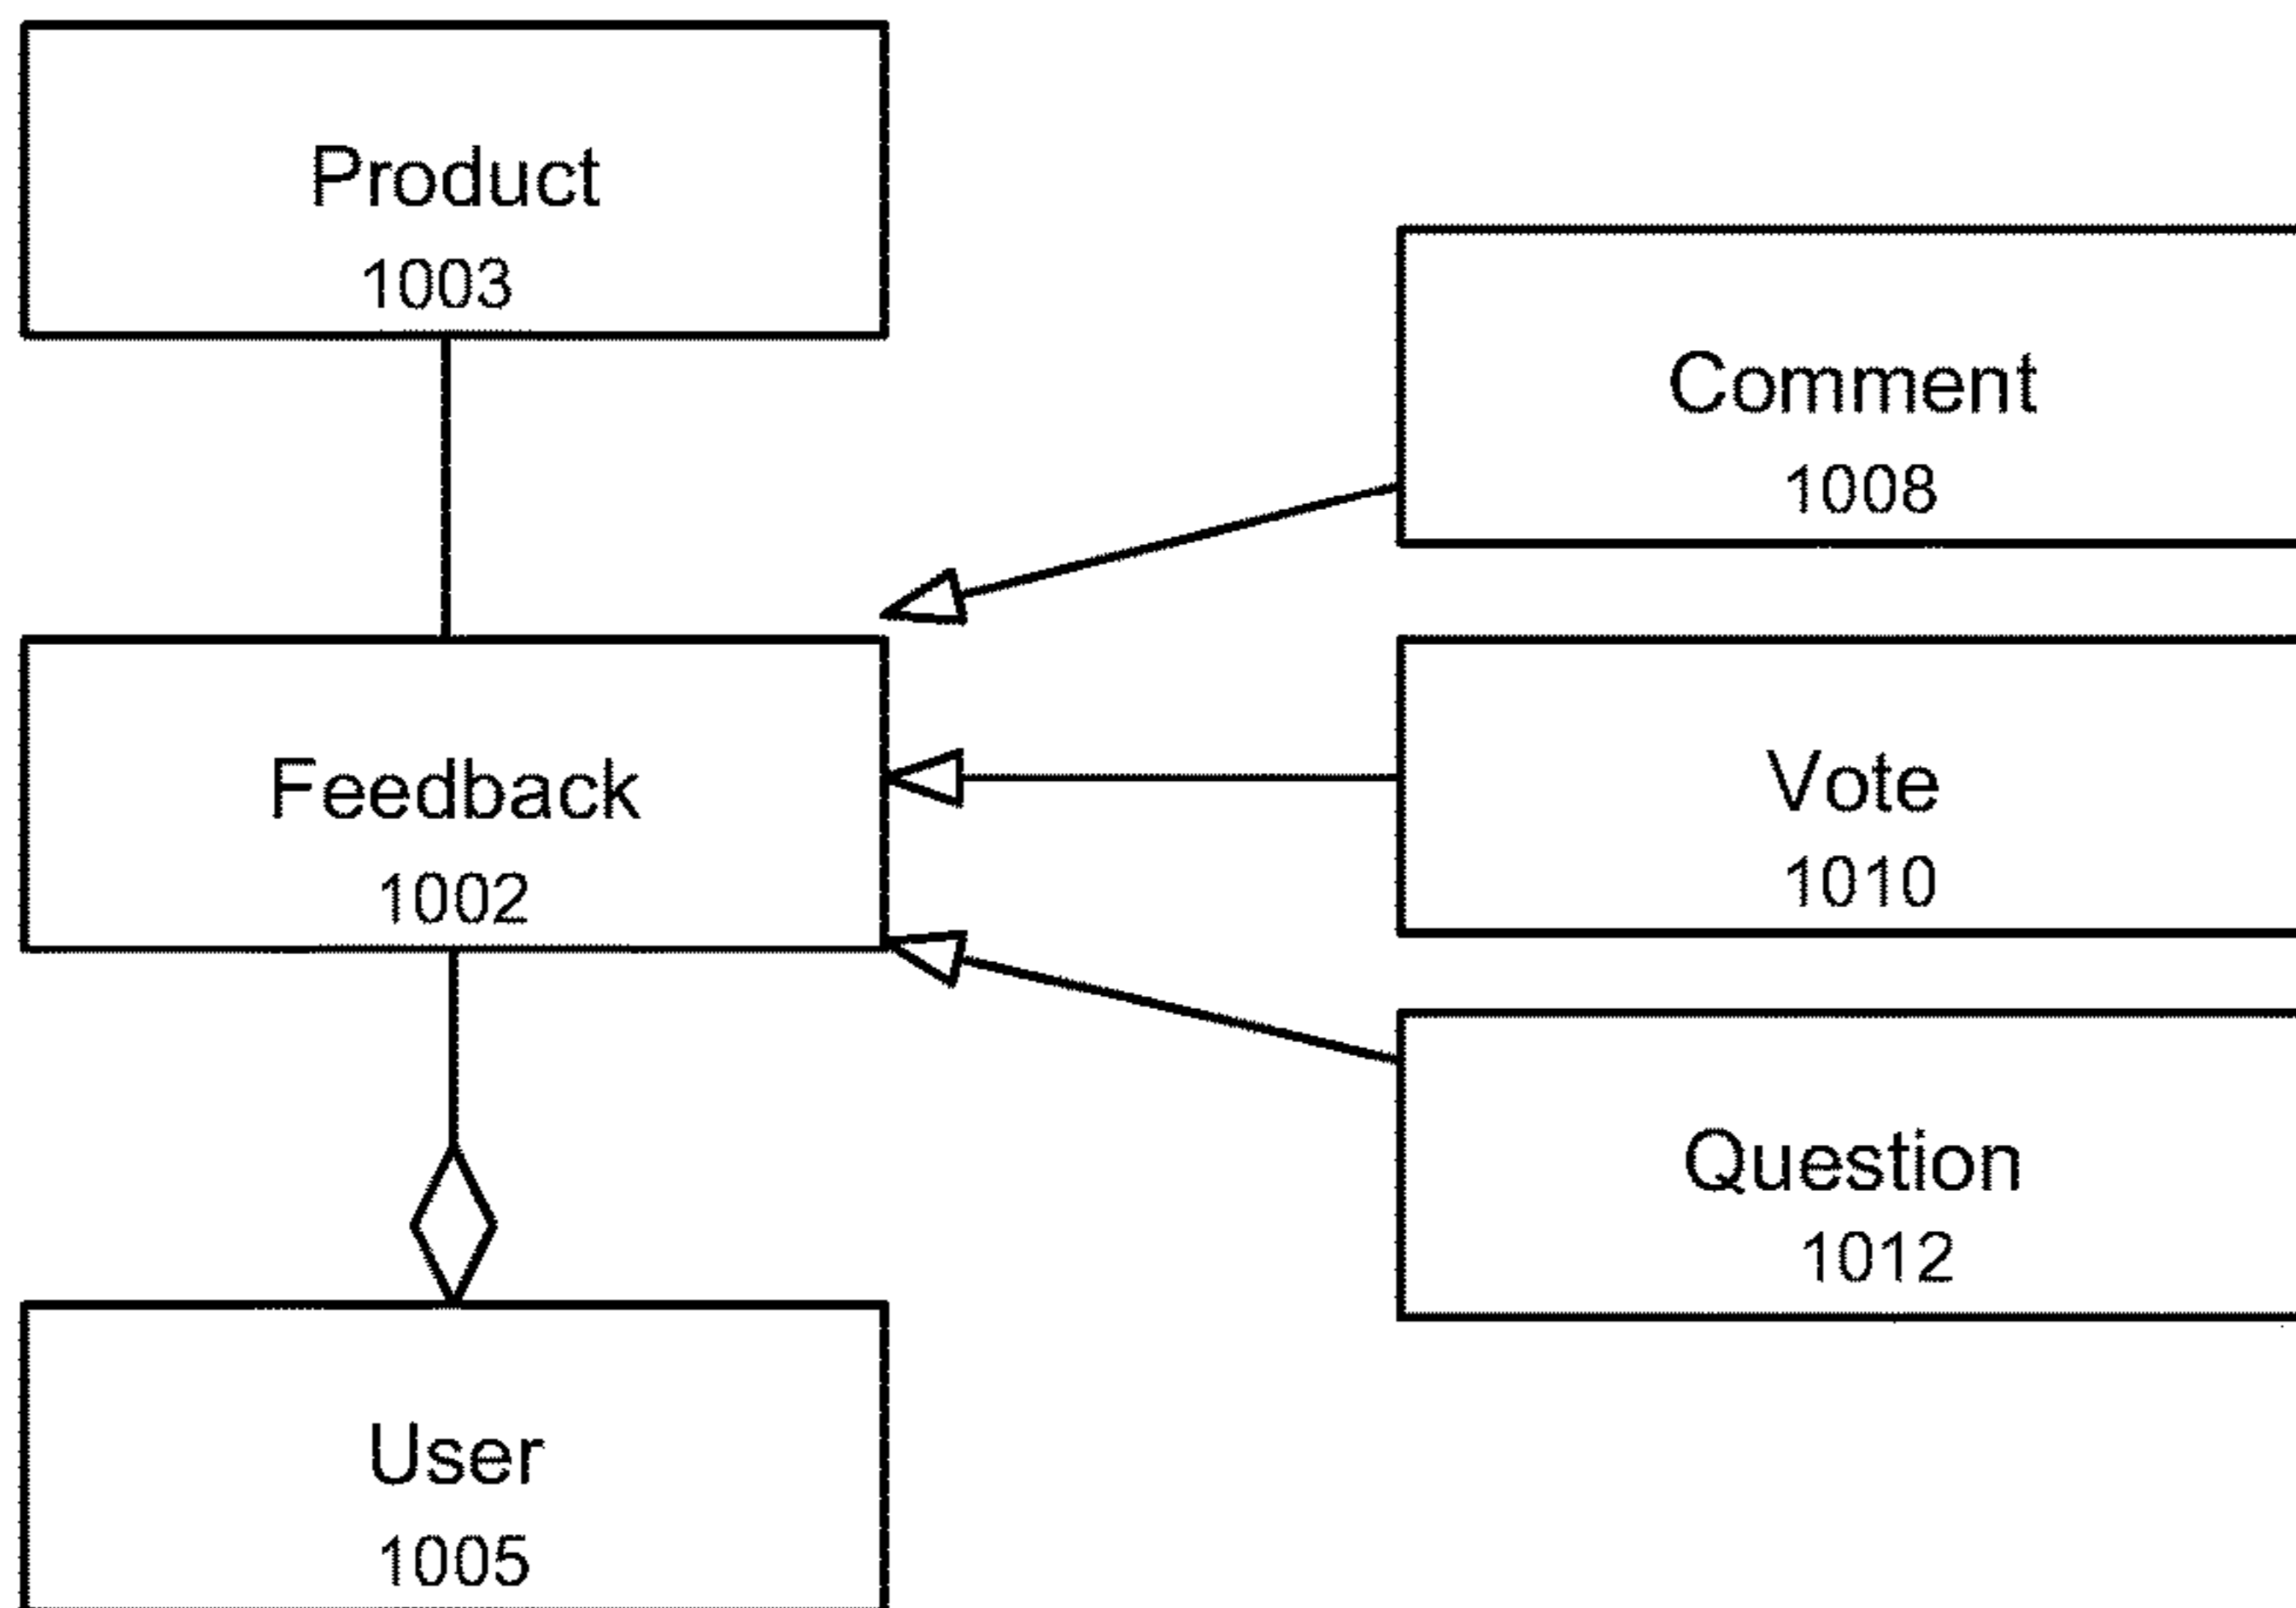 Product
1003
Comment
1008
Feedback
1002
Vote
1010
Question
1012
User
1005